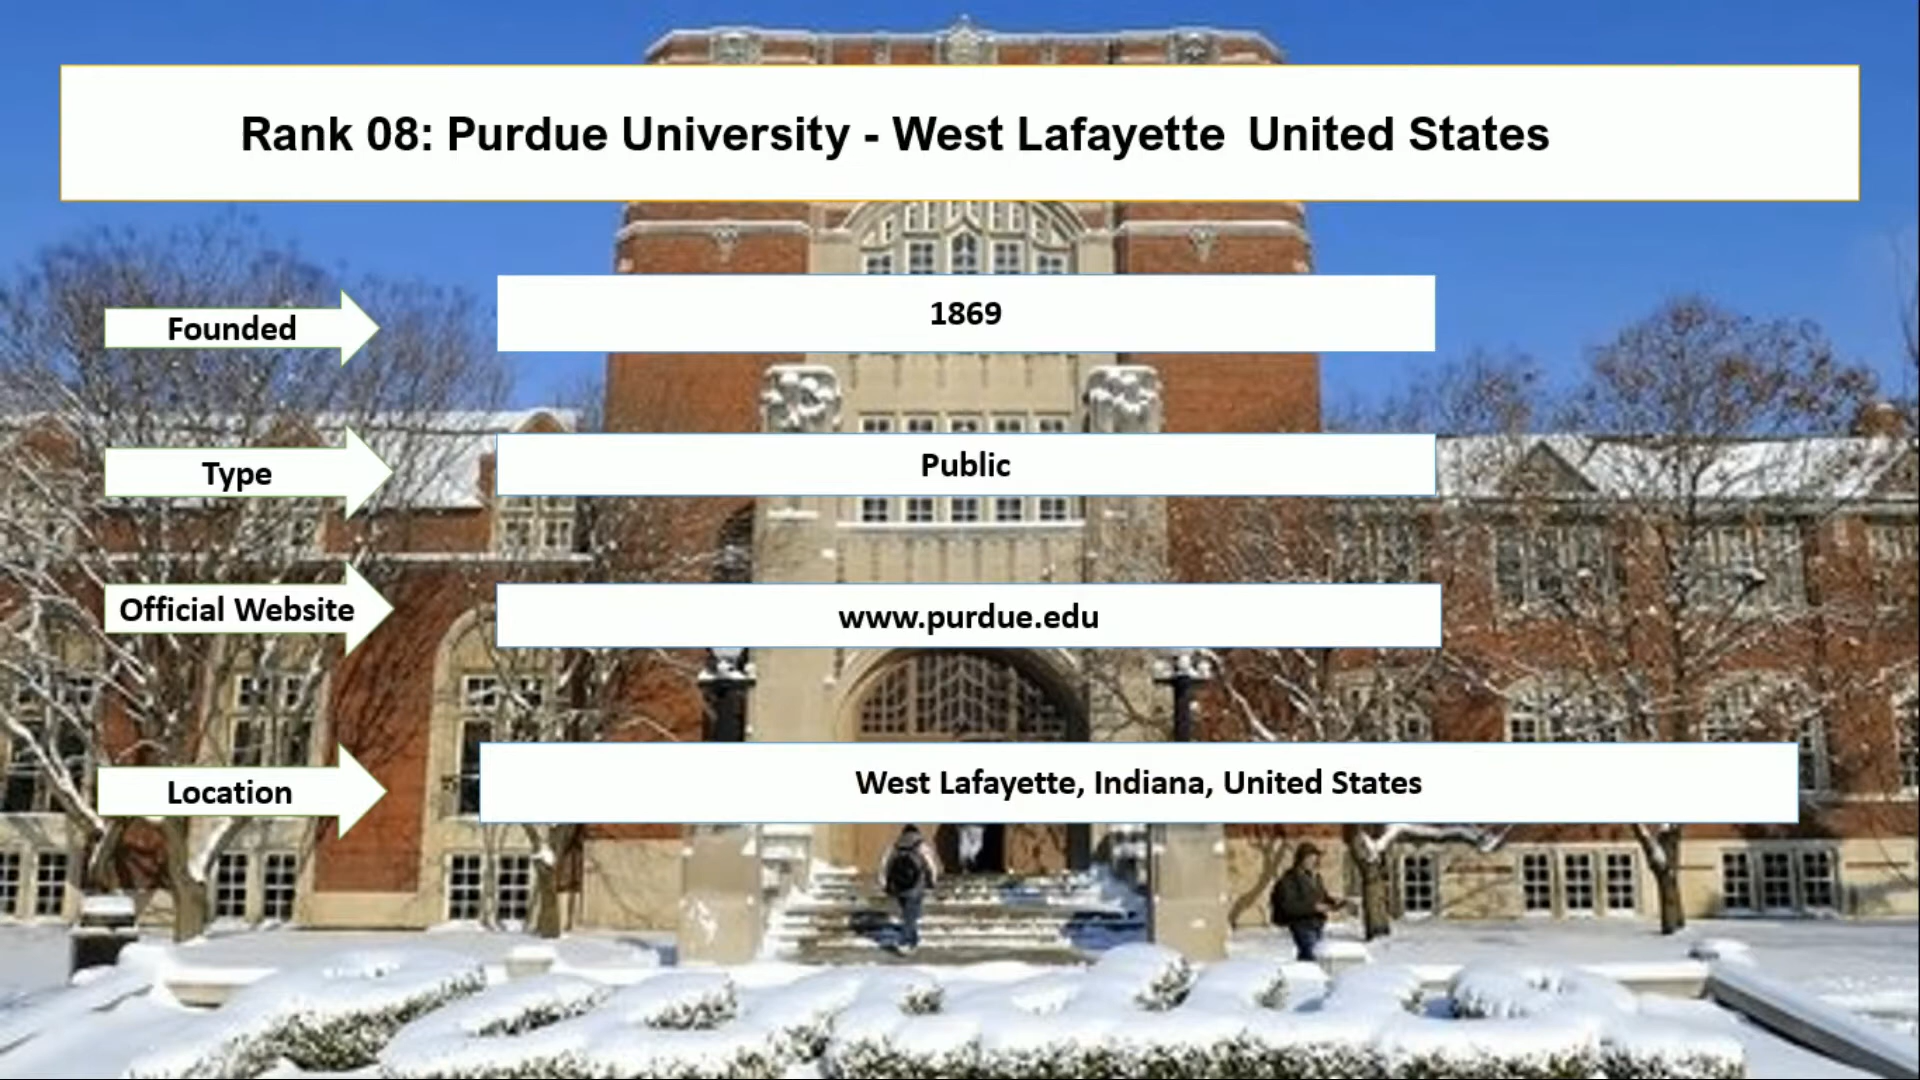 Rank 08: Purdue University - West Lafayette United States
Founded
1869
Type
Public
Official Website
www.purdue.edu
Location
West Lafayette, Indiana, United States